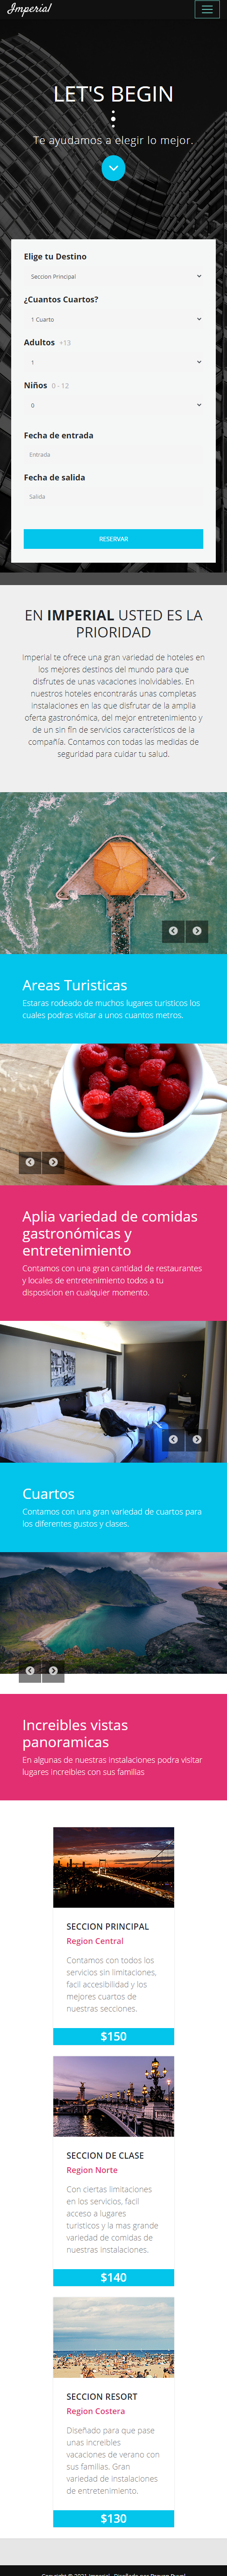 Imperial
LET'S BEGIN
Te ayudamos a elegir lo mejor.
Elige tu Destino
Seccion Principal
¿Cuantos Cuartos?
1 Cuarto
Adultos +13
1
Niños 0 - 12
0
Fecha de entrada
Entrada
Fecha de salida
Salida
RESERVAR
EN IMPERIAL USTED ES LA
PRIORIDAD
Imperial te ofrece una gran variedad de hoteles en
los mejores destinos del mundo para que
disfrutes de unas vacaciones inolvidables. En
nuestros hoteles encontrarás unas completas
instalaciones en las que disfrutar de la amplia
oferta gastronómica, del mejor entretenimiento y
de un sin fin de servicios característicos de la
compañía. Contamos con todas las medidas de
seguridad para cuidar tu salud.
Areas Turisticas
Estaras rodeado de muchos lugares turisticos los
cuales podras visitar a unos cuantos metros.
Aplia variedad de comidas
gastronómicas y
entretenimiento
Contamos con una gran cantidad de restaurantes
y locales de entretenimiento todos a tu
disposicion en cualquier momento.
Cuartos
Contamos con una gran variedad de cuartos para
los diferentes gustos y clases.
Increibles vistas
panoramicas
En algunas de nuestras instalaciones podra visitar
lugares increibles con sus familias
SECCION PRINCIPAL
Region Central
Contamos con todos los
servicios sin limitaciones,
facil accesibilidad y los
mejores cuartos de
nuestras secciones.
$150
SECCION DE CLASE
Region Norte
Con ciertas limitaciones
en los servicios, facil
acceso a lugares
turisticos y la mas grande
variedad de comidas de
nuestras instalaciones.
$140
SECCION RESORT
Region Costera
Diseñado para que pase
unas increibles
vacaciones de verano con
sus familias. Gran
variedad de instalaciones
de entretenimiento.
$130
Copyright © 2021 Imperial